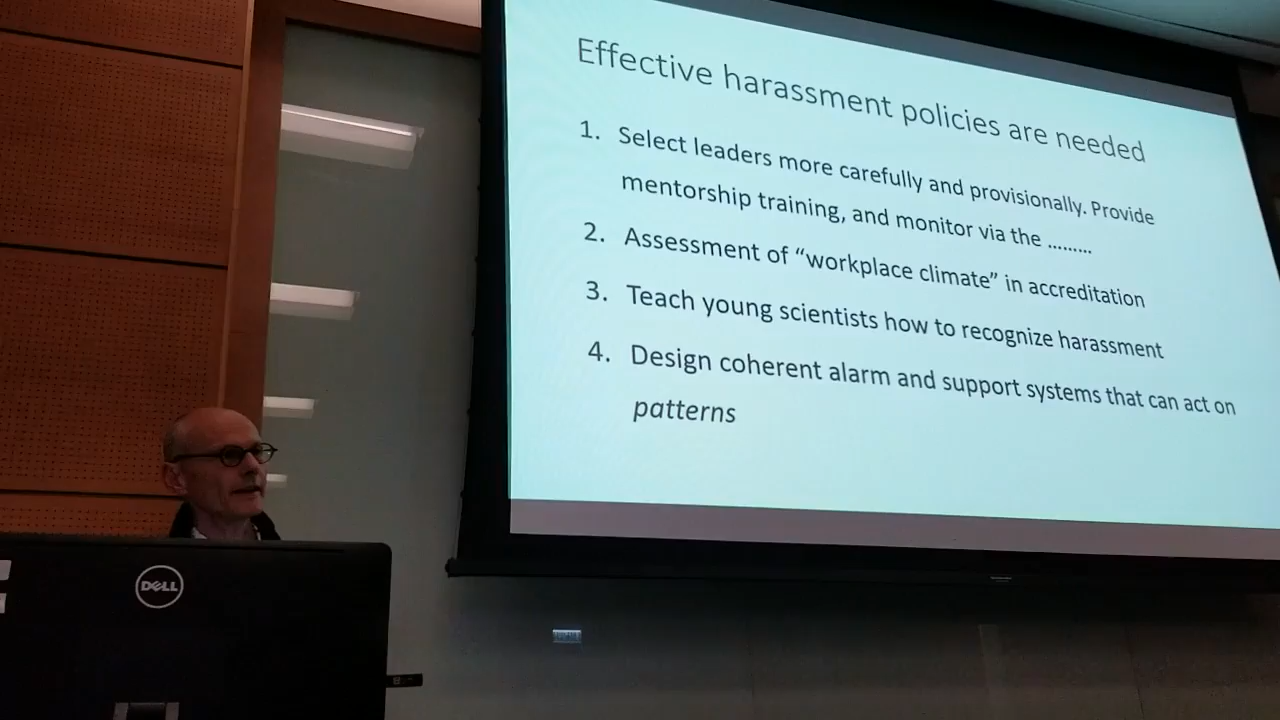 Effective harassment policies are needed
1. Select leaders more carefully and provisionally. Provide
mentorship training, and monitor via the .........
2. Assessment of “workplace climate” in accreditation
3. Teach young scientists how to recognize harassment
4. Design coherent alarm and support systems that can act on
patterns
DELL